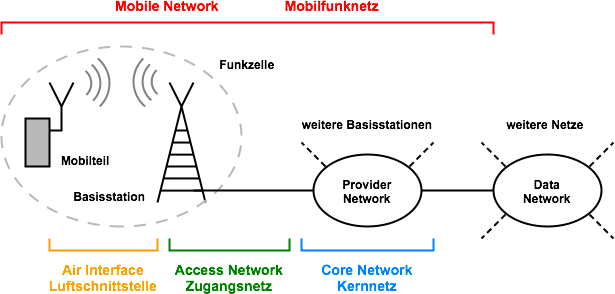 Mobile Network Mobilfunknetz
Funkzelle
weitere Basisstationen weitere Netze
Mobilteil
Basisstation
Provider
Network
Data
Network
Air Interface
Luftschnittstelle
Access Network
Zugangsnetz
Core Network
Kernnetz